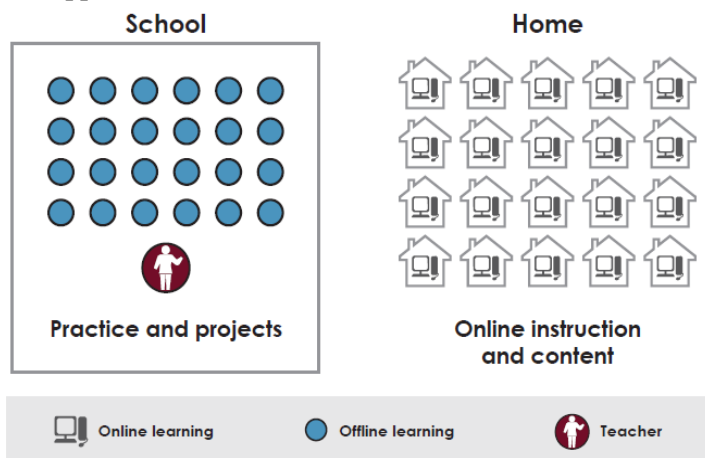 School
Home
Practice and projects
Online instruction
and content
Online learning
Offline learning
Teacher